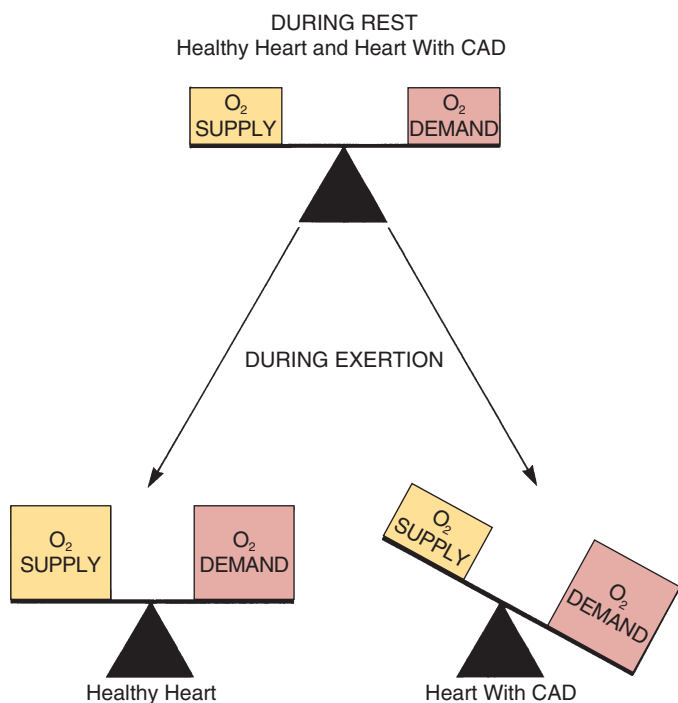 DURING REST
Healthy Heart and Heart With CAD
O₂
SUPPLY
O₂
DEMAND
DURING EXERTION
O₂
SUPPLY
O₂
DEMAND
O₂
SUPPLY
O₂
DEMAND
Healthy Heart
Heart With CAD